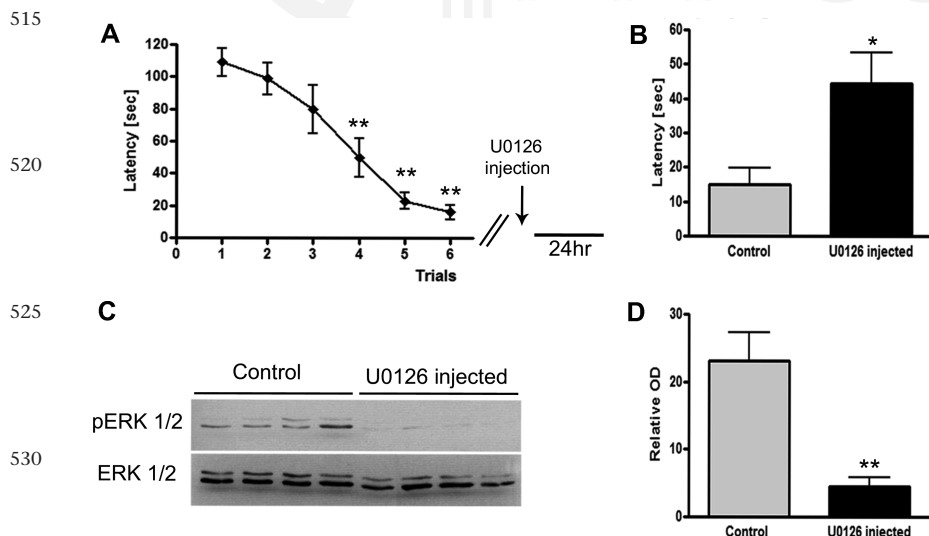 515
520
525
530
A
Latency [sec]
120
100
80
60
40
20
0
**
**
**
0 1 2 3 4 5 6
Trials
U0126
injection
24hr
B
Latency [sec]
60
50
40
30
20
10
0
*
Control U0126 injected
C
Control U0126 injected
pERK 1/2
ERK 1/2
D
Relative OD
30
20
10
0
**
Control U0126 injected